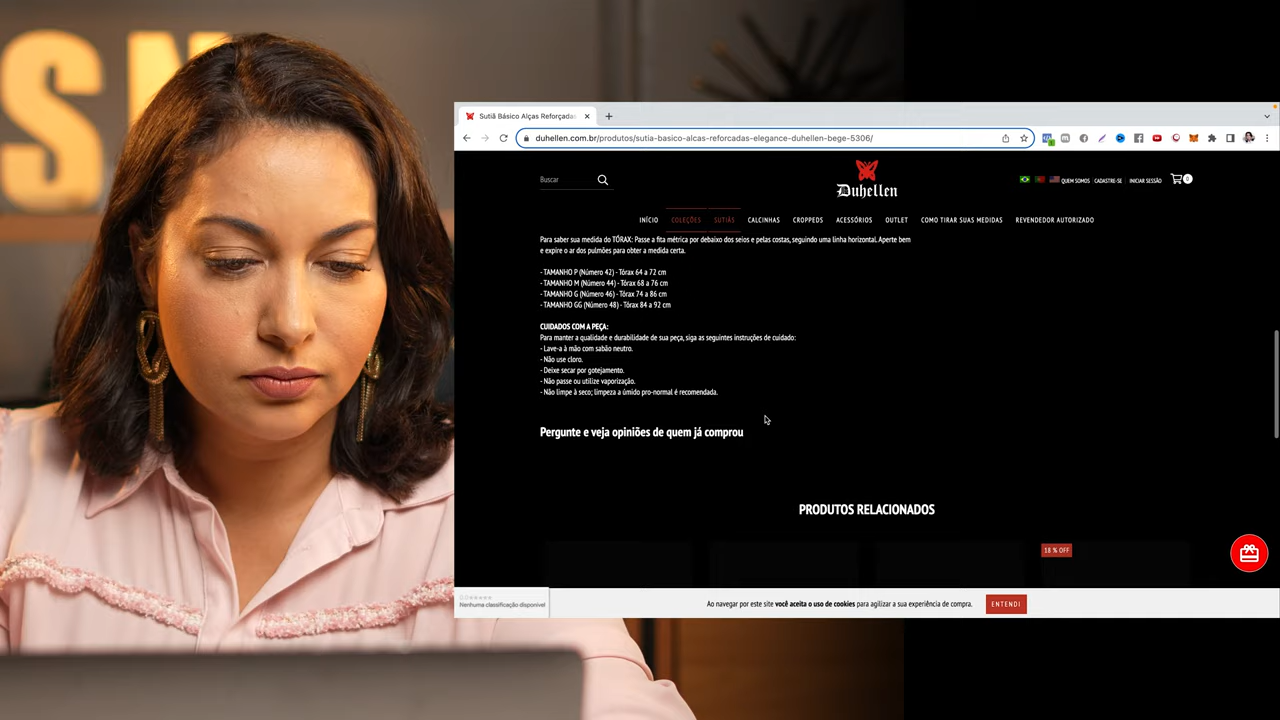 SN
Sutiã Básico Alças Reforçadas
duhellen.com.br/produtos/sutia-basico-alcas-reforcadas-elegance-duhellen-bege-5306/
Buscar
Duhellen
QUEM SOMOS CADASTRE-SE INICIAR SESSÃO 0
INÍCIO COLEÇÕES SUTIÃS CALCINHAS CROPPEDS ACESSÓRIOS OUTLET COMO TIRAR SUAS MEDIDAS REVENDEDOR AUTORIZADO
Para saber sua medida do TÓRAX: Passe a fita métrica por debaixo dos seios e pelas costas, seguindo uma linha horizontal. Aperte bem
e expire o ar dos pulmões para obter a medida certa.
- TAMANHO P (Número 42) - Tórax 64 a 72 cm
- TAMANHO M (Número 44) - Tórax 68 a 76 cm
- TAMANHO G (Número 46) - Tórax 74 a 86 cm
- TAMANHO GG (Número 48) - Tórax 84 a 92 cm
CUIDADOS COM A PEÇA:
Para manter a qualidade e durabilidade de sua peça, siga as seguintes instruções de cuidado:
- Lave-a à mão com sabão neutro.
- Não use cloro.
- Deixe secar por gotejamento.
- Não passe ou utilize vaporização.
- Não limpe à seco; limpeza a úmido pro-normal é recomendada.
Pergunte e veja opiniões de quem já comprou
PRODUTOS RELACIONADOS
18 % OFF
Nenhuma classificação disponível
Ao navegar por este site você aceita o uso de cookies para agilizar a sua experiência de compra.
ENTENDI